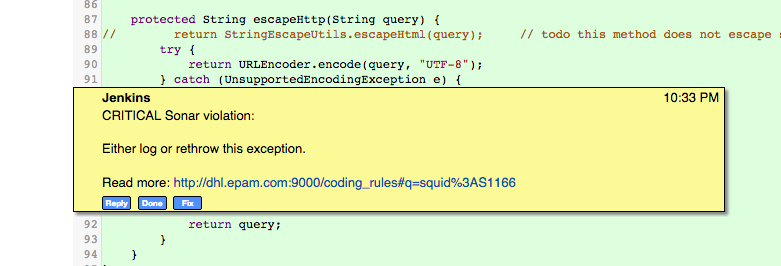 86
87 protected String escapeHttp(String query) {
88 // return StringEscapeUtils.escapeHtml(query); // todo this method does not escape
89 try {
90 return URLEncoder.encode(query, "UTF-8");
91 } catch (UnsupportedEncodingException e) {
Jenkins 10:33 PM
CRITICAL Sonar violation:
Either log or rethrow this exception.
Read more: http://dhl.epam.com:9000/coding_rules#q=squid%3AS1166
Reply Done Fix
92 return query;
93 }
94 }